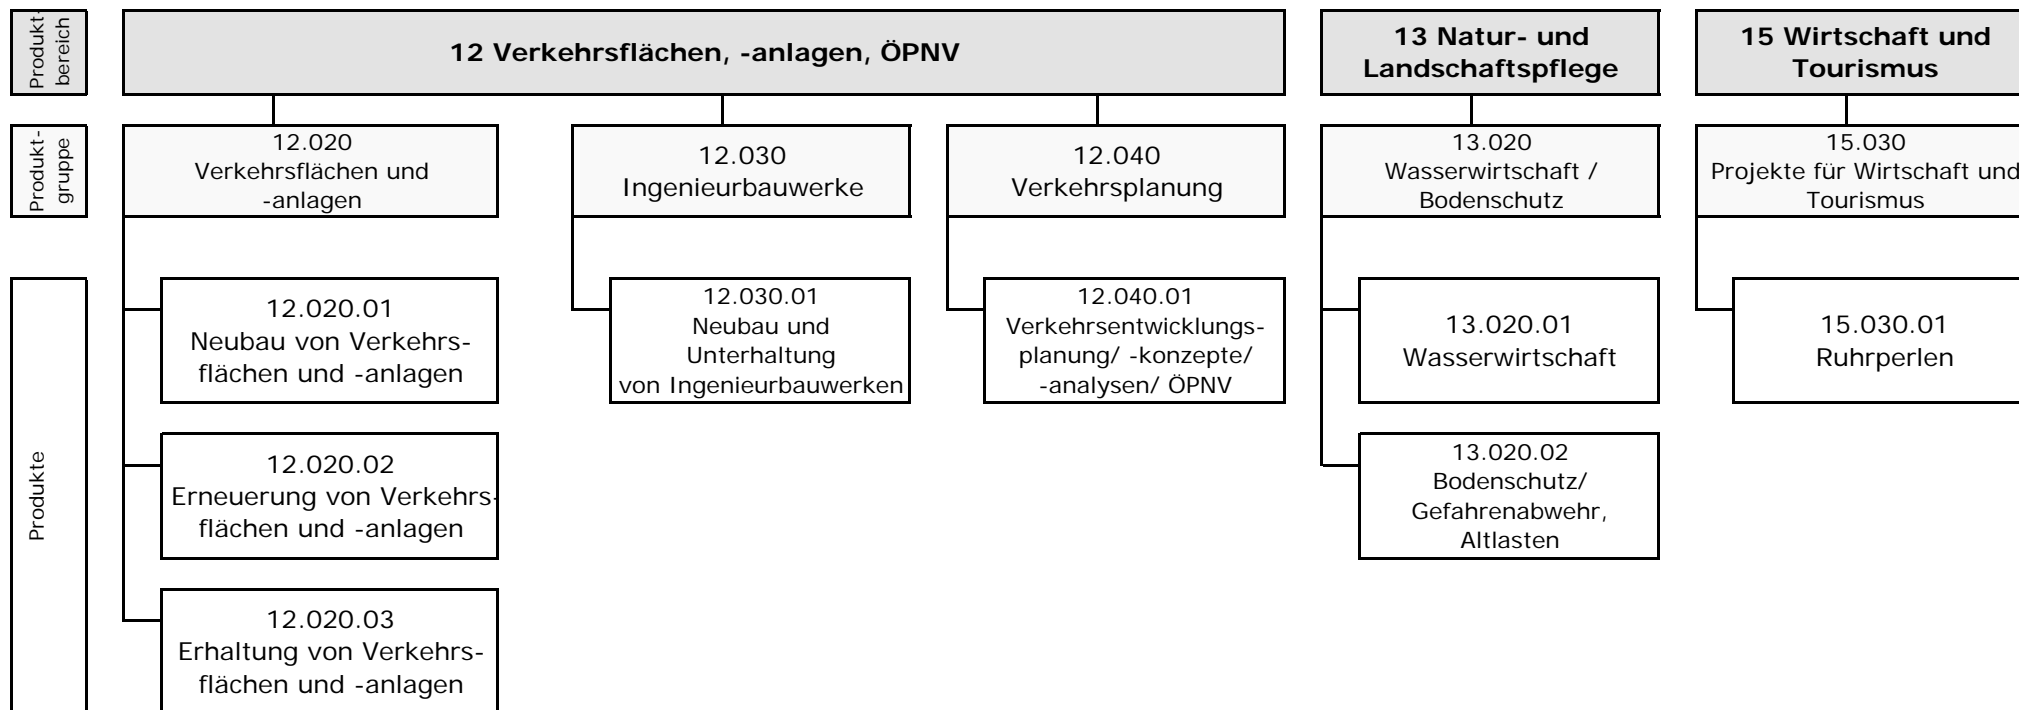 Produkt-
bereich
12 Verkehrsflächen, -anlagen, ÖPNV
13 Natur- und
Landschaftspflege
15 Wirtschaft und
Tourismus
Produkt-
gruppe
12.020
Verkehrsflächen und
-anlagen
12.030
Ingenieurbauwerke
12.040
Verkehrsplanung
13.020
Wasserwirtschaft /
Bodenschutz
15.030
Projekte für Wirtschaft und
Tourismus
Produkte
12.020.01
Neubau von Verkehrs-
flächen und -anlagen
12.030.01
Neubau und
Unterhaltung
von Ingenieurbauwerken
12.040.01
Verkehrsentwicklungs-
planung/ -konzepte/
-analysen/ ÖPNV
13.020.01
Wasserwirtschaft
15.030.01
Ruhrperlen
12.020.02
Erneuerung von Verkehrs-
flächen und -anlagen
13.020.02
Bodenschutz/
Gefahrenabwehr,
Altlasten
12.020.03
Erhaltung von Verkehrs-
flächen und -anlagen